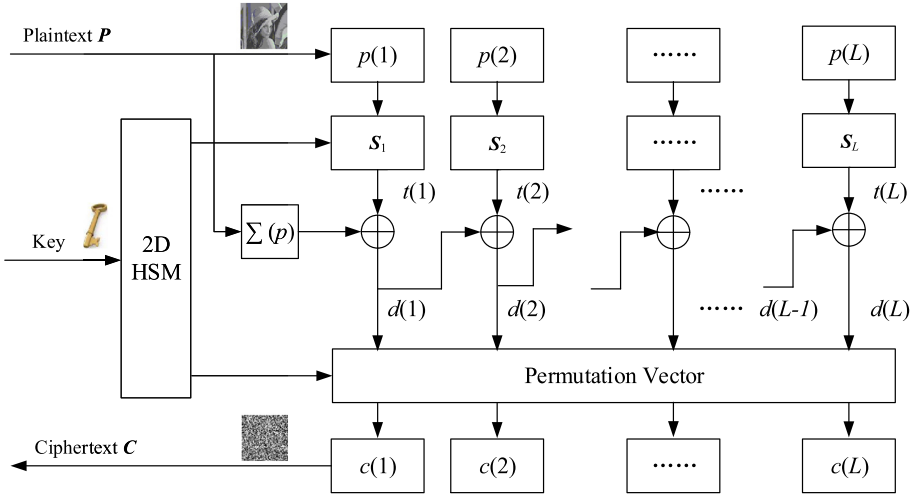 Plaintext P
p(1) p(2) ...... p(L)
S1 S2 ...... SL
t(1) t(2) ...... t(L)
∑(p)
Key
2D
HSM
d(1) d(2) ...... d(L-1) d(L)
Permutation Vector
Ciphertext C
c(1) c(2) ...... c(L)